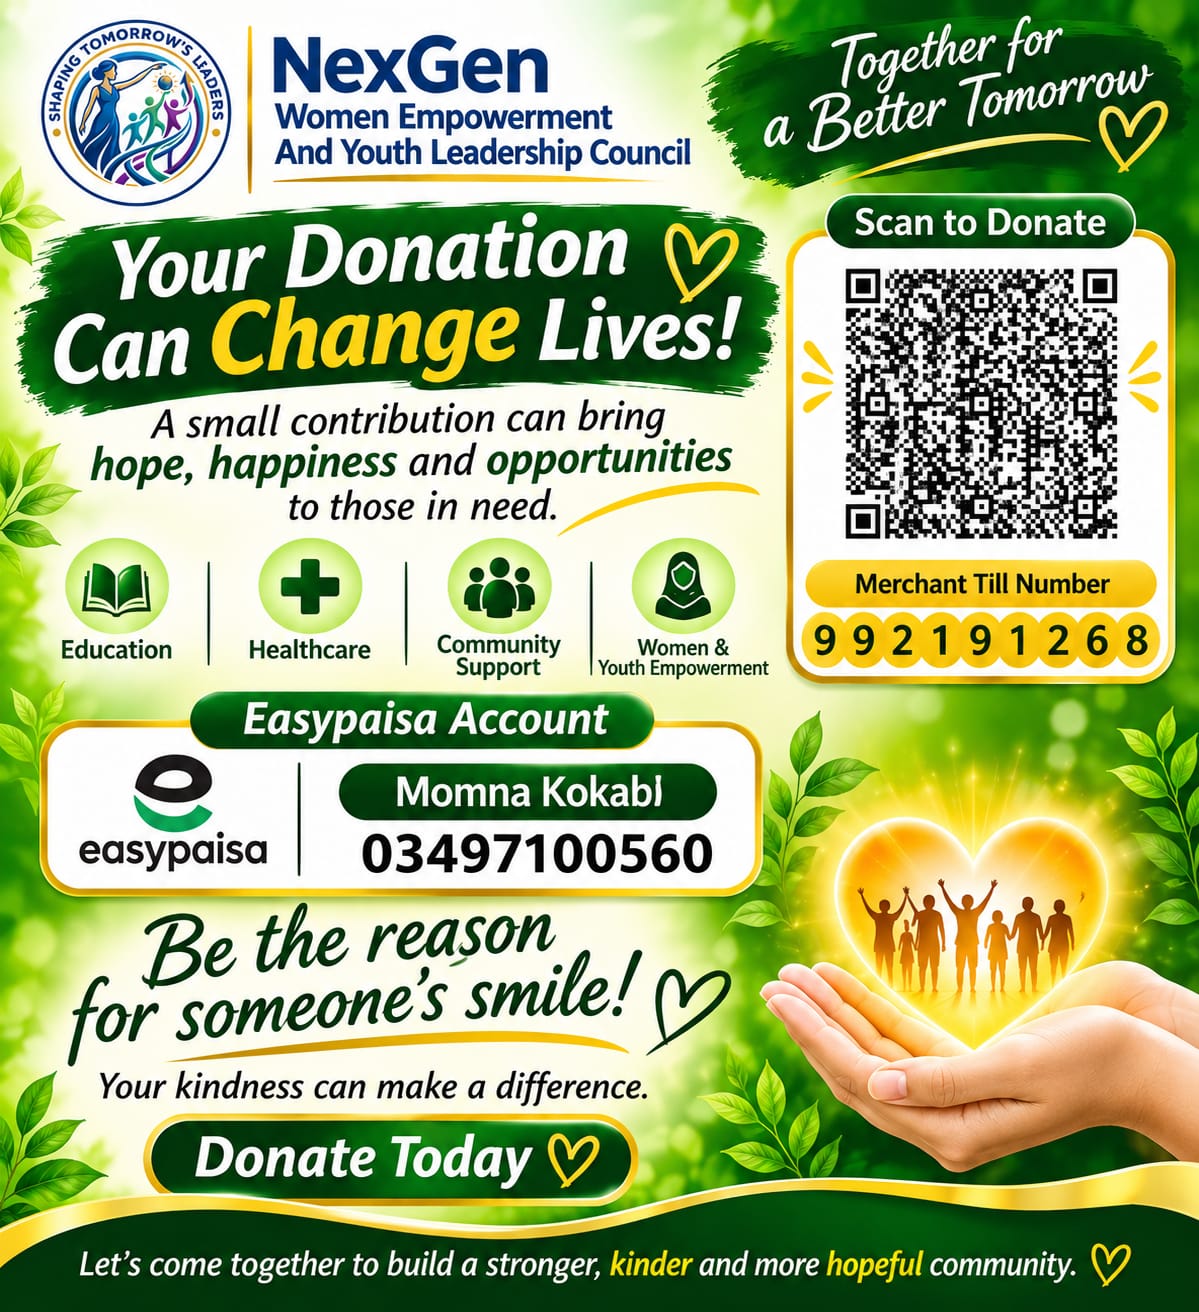 SHAPING TOMORROW'S LEADERS
NexGen
Women Empowerment
And Youth Leadership Council
Together for
a Better Tomorrow
Your Donation
Can Change Lives!
A small contribution can bring
hope, happiness and opportunities
to those in need.
Education
Healthcare
Community
Support
Women &
Youth Empowerment
Scan to Donate
Merchant Till Number
992191268
Easypaisa Account
easypaisa
Momna Kokabl
03497100560
Be the reason
for someone's smile!
Your kindness can make a difference.
Donate Today
Let's come together to build a stronger, kinder and more hopeful community.